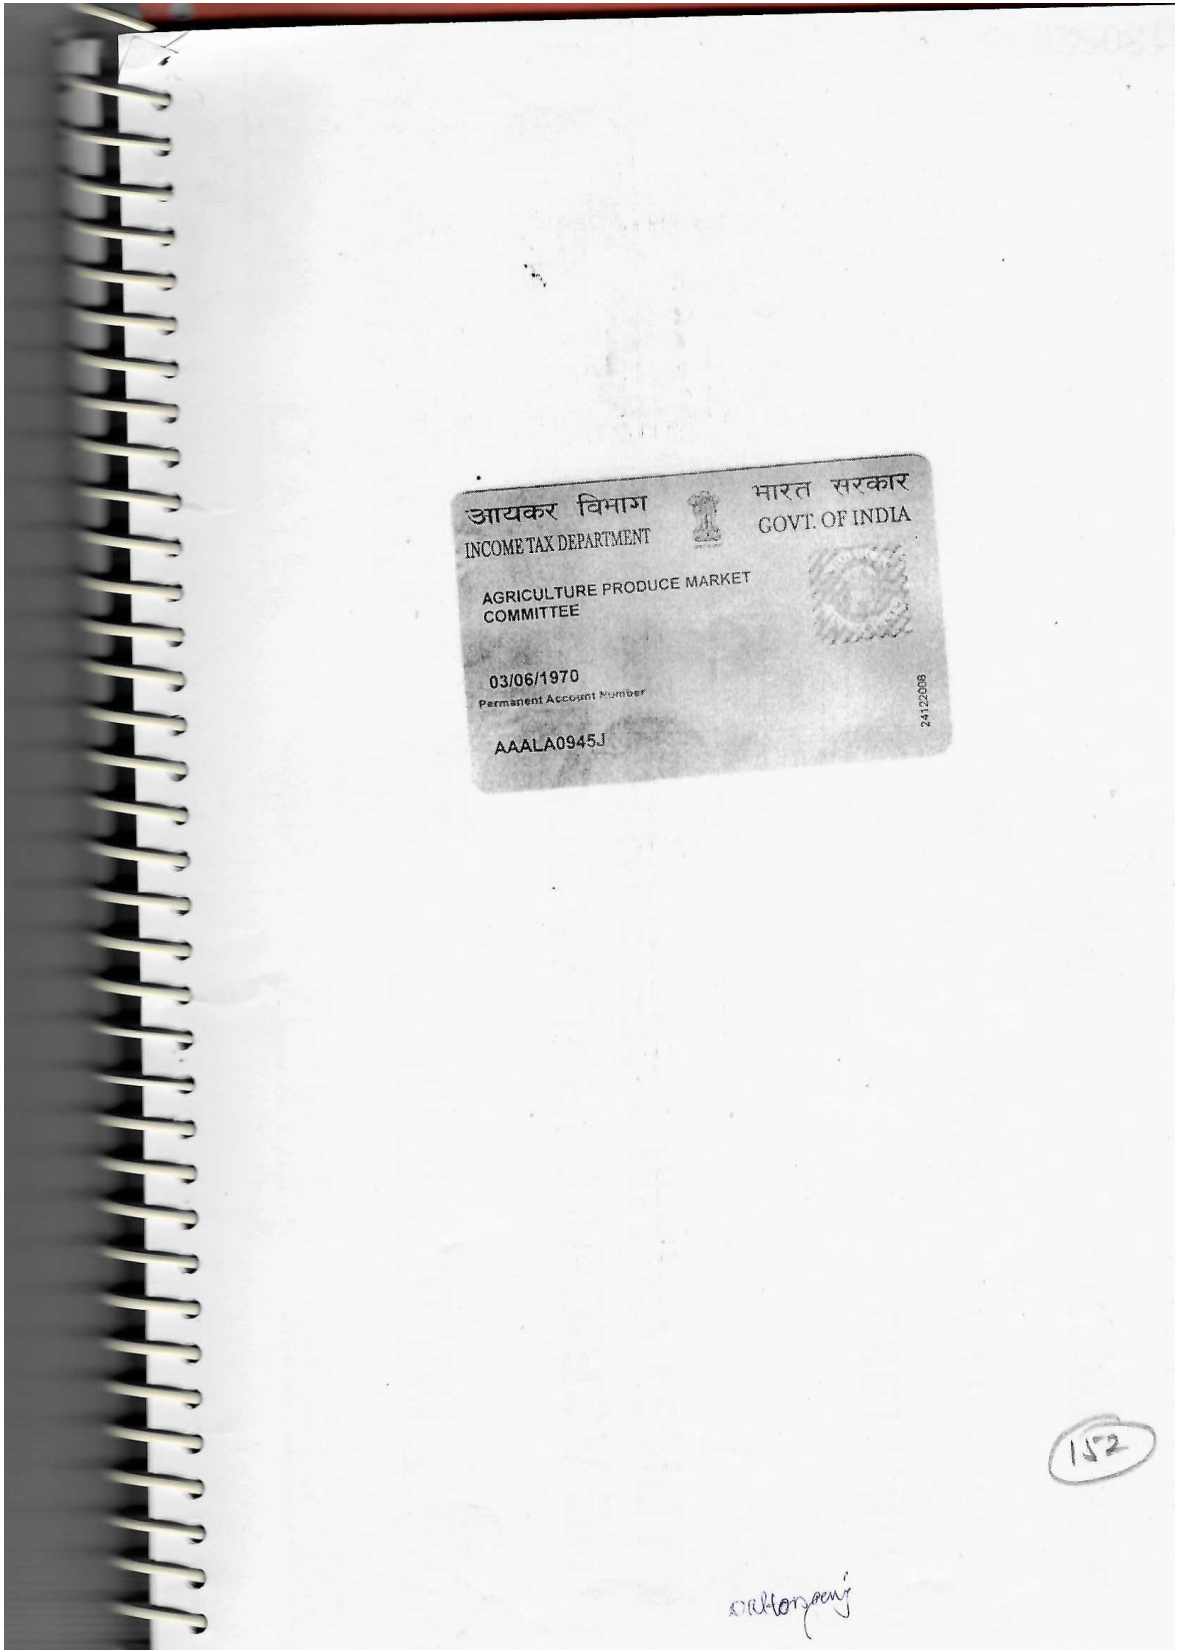 आयकर विभाग
INCOME TAX DEPARTMENT
भारत सरकार
GOVT. OF INDIA
AGRICULTURE PRODUCE MARKET
COMMITTEE
03/06/1970
Permanent Account Number
AAALA0945J
24122008
152